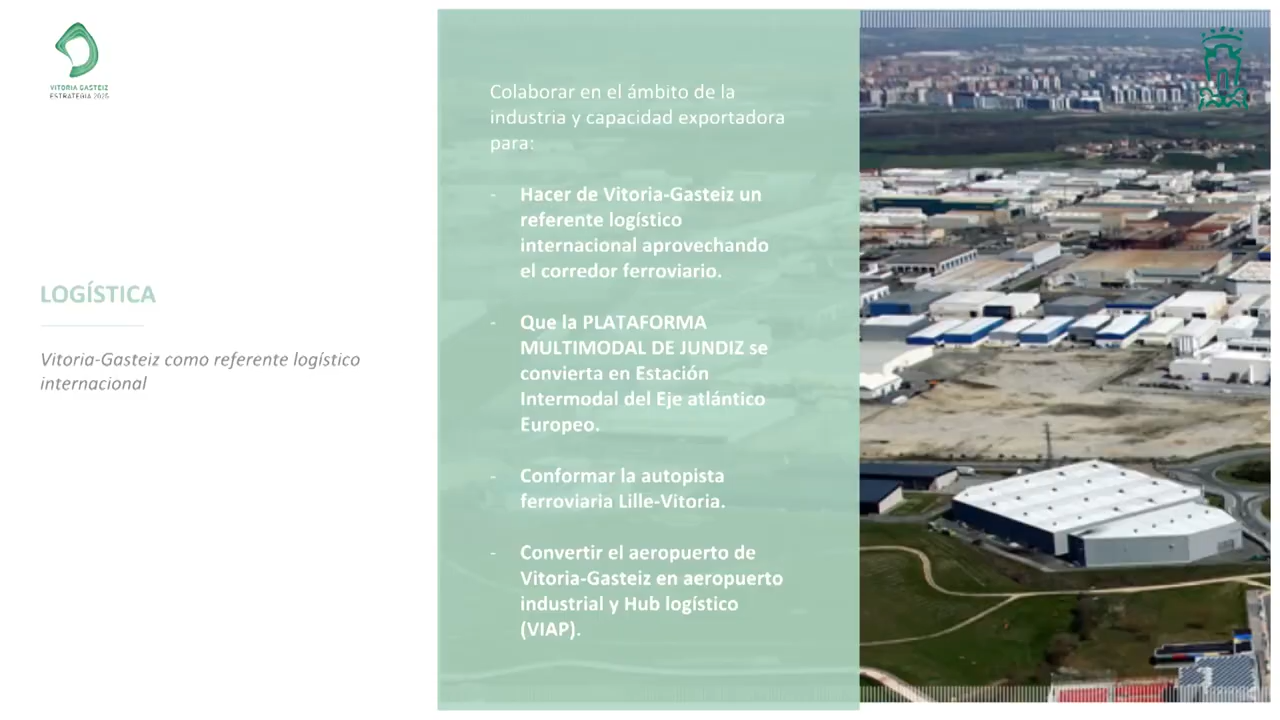 VITORIA GASTEIZ
ESTRATEGIA 2025
LOGÍSTICA
Vitoria-Gasteiz como referente logístico
internacional
Colaborar en el ámbito de la
industria y capacidad exportadora
para:
- Hacer de Vitoria-Gasteiz un
referente logístico
internacional aprovechando
el corredor ferroviario.
- Que la PLATAFORMA
MULTIMODAL DE JUNDIZ se
convierta en Estación
Intermodal del Eje atlántico
Europeo.
- Conformar la autopista
ferroviaria Lille-Vitoria.
- Convertir el aeropuerto de
Vitoria-Gasteiz en aeropuerto
industrial y Hub logístico
(VIAP).